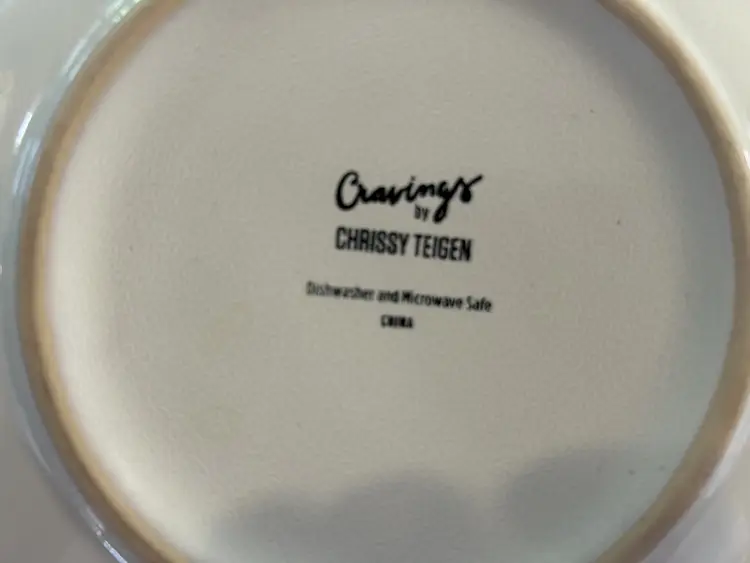 Cravings
by
CHRISSY TEIGEN
Dishwasher and Microwave Safe
CHINA